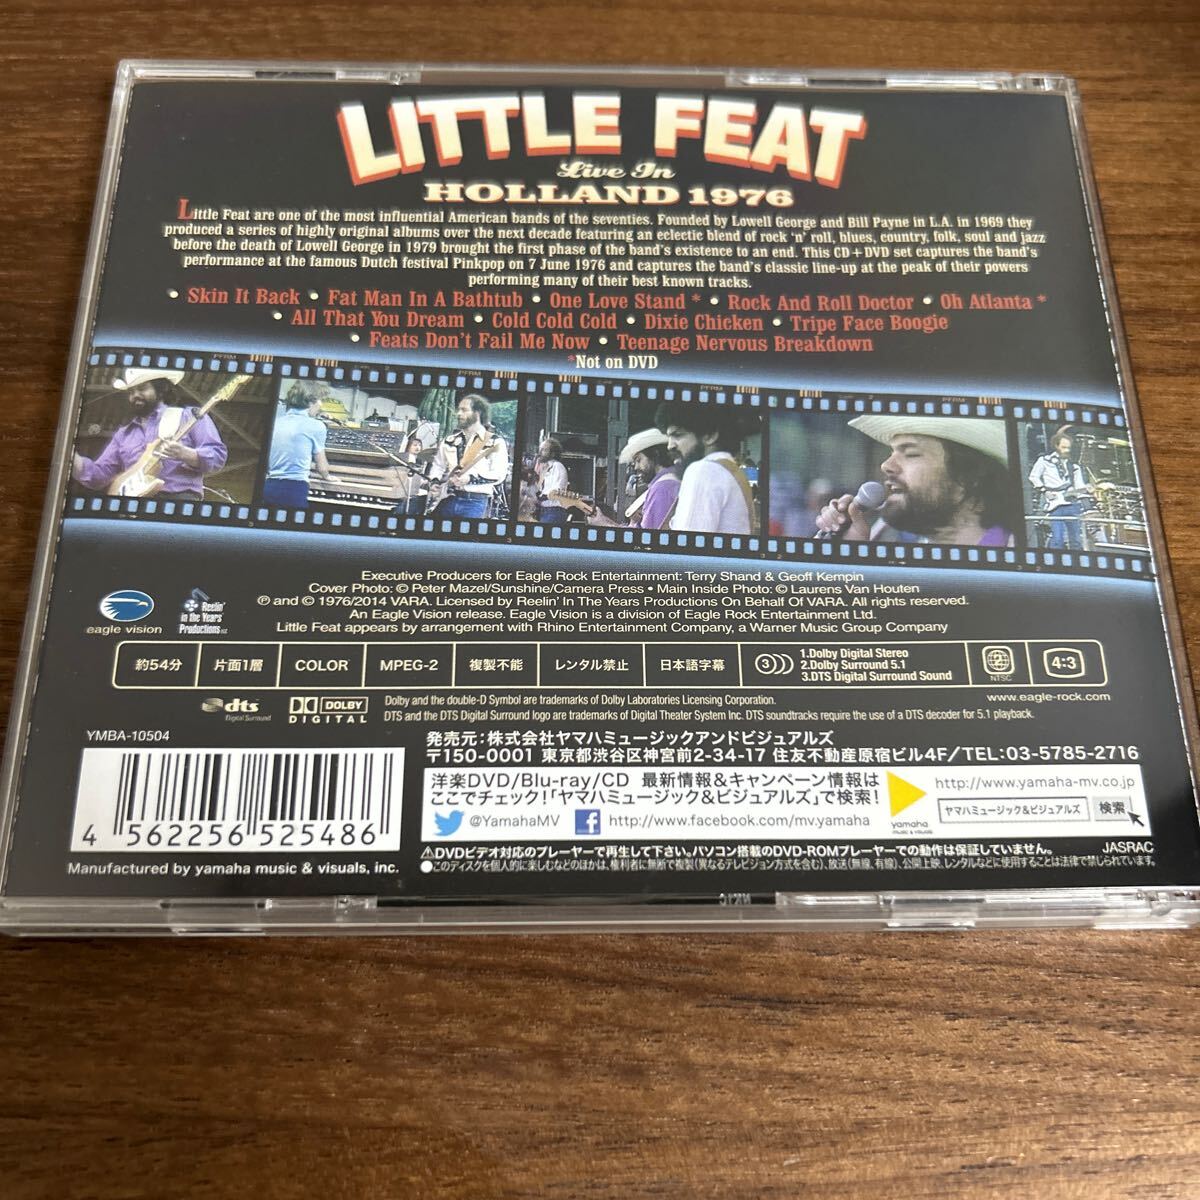 LITTLE FEAT
Live In
HOLLAND 1976
Little Feat are one of the most influential American bands of the seventies. Founded by Lowell George and Bill Payne in L.A. in 1969 they
produced a series of highly original albums over the next decade featuring an eclectic blend of rock 'n' roll, blues, country, folk, soul and jazz
before the death of Lowell George in 1979 brought the first phase of the band's existence to an end. This CD+DVD set captures the band's
performance at the famous Dutch festival Pinkpop on 7 June 1976 and captures the band's classic line-up at the peak of their powers
performing many of their best known tracks.
• Skin It Back • Fat Man In A Bathtub • One Love Stand * • Rock And Roll Doctor • Oh Atlanta *
• All That You Dream • Cold Cold Cold • Dixie Chicken • Tripe Face Boogie
• Feats Don't Fail Me Now • Teenage Nervous Breakdown
*Not on DVD
Executive Producers for Eagle Rock Entertainment: Terry Shand & Geoff Kempin
Cover Photo: © Peter Mazel/Sunshine/Camera Press • Main Inside Photo: © Laurens Van Houten
℗ and © 1976/2014 VARA. Licensed by Reelin' In The Years Productions On Behalf Of VARA. All rights reserved.
An Eagle Vision release. Eagle Vision is a division of Eagle Rock Entertainment Ltd.
Little Feat appears by arrangement with Rhino Entertainment Company, a Warner Music Group Company
eagle vision
Reelin'
in the Years
Productions
約54分 片面1層 COLOR MPEG-2 複製不能 レンタル禁止 日本語字幕 3 1.Dolby Digital Stereo
2.Dolby Surround 5.1
3.DTS Digital Surround Sound
2 NTSC 4:3
dts Digital Surround
DOLBY DIGITAL
Dolby and the double-D Symbol are trademarks of Dolby Laboratories Licensing Corporation.
www.eagle-rock.com
DTS and the DTS Digital Surround logo are trademarks of Digital Theater System Inc. DTS soundtracks require the use of a DTS decoder for 5.1 playback.
YMBA-10504
発売元:株式会社ヤマハミュージックアンドビジュアルズ
〒150-0001 東京都渋谷区神宮前2-34-17 住友不動産原宿ビル4F/TEL:03-5785-2716
洋楽DVD/Blu-ray/CD 最新情報&キャンペーン情報は
ここでチェック!「ヤマハミュージック&ビジュアルズ」で検索!
@YamahaMV http://www.facebook.com/mv.yamaha
yamaha
music & visuals
http://www.yamaha-mv.co.jp
ヤマハミュージック&ビジュアルズ 検索
4 562256 525486
Manufactured by yamaha music & visuals, inc.
⚠DVDビデオ対応のプレーヤーで再生して下さい。パソコン搭載のDVD-ROMプレーヤーでの動作は保証していません。
JASRAC
●このディスクを個人的に楽しむなどのほかは、権利者に無断で複製(異なるテレビジョン方式を含む)、放送(無線、有線)、公開上映、レンタルなどに使用することは法律で禁じられています。